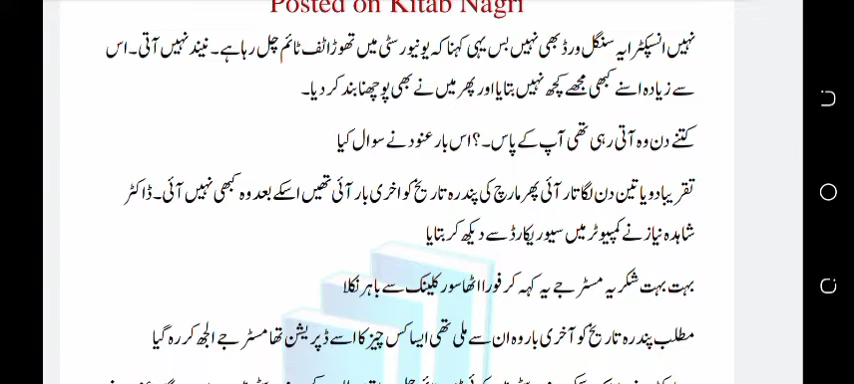 Posted on Kitab Nagri
نہیں انسپکٹر ایہ سنگل ورڈ بھی نہیں بس یہی کہنا کہ یونیورسٹی میں تھوڑا ٹف ٹائم چل رہا ہے۔ نیند نہیں آتی۔ اس
سے زیادہ اسنے کبھی مجھے کچھ نہیں بتایا اور پھر میں نے بھی پوچھنا بند کر دیا۔
کتنے دن وہ آتی رہی تھی آپ کے پاس۔؟ اس بار عنود نے سوال کیا
تقریبا دو یا تین دن لگاتار آئی پھر مارچ کی پندرہ تاریخ کو اخری بار آئی تھیں اسکے بعد وہ کبھی نہیں آئی۔ ڈاکٹر
شاہدہ نیاز نے کمپیوٹر میں سیو ریکارڈ سے دیکھ کر بتایا
بہت بہت شکریہ مسٹر جے یہ کہہ کر فورا اٹھا سور کلینک سے باہر نکلا
مطلب پندرہ تاریخ کو آخری بار وہ ان سے ملی تھی ایسا کس چیز کا اسے ڈپریشن تھا مسٹر جے الجھ کر رہ گیا